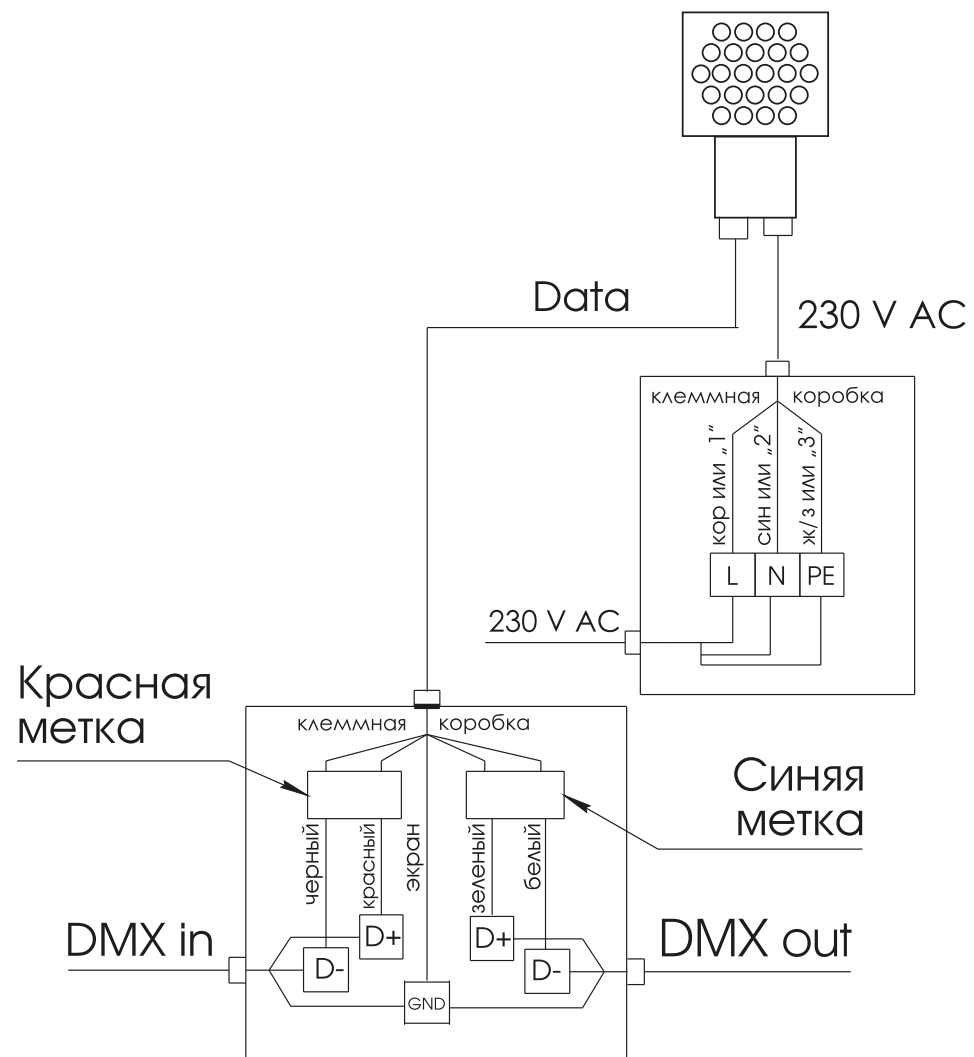 Data
230 V AC
клеммная коробка
кор или „1”
син или „2”
ж/з или „3”
L N PE
230 V AC
Красная
метка
клеммная коробка
Синяя
метка
черный
красный
экран
зеленый
белый
DMX in
D+
D-
D+
D-
DMX out
GND